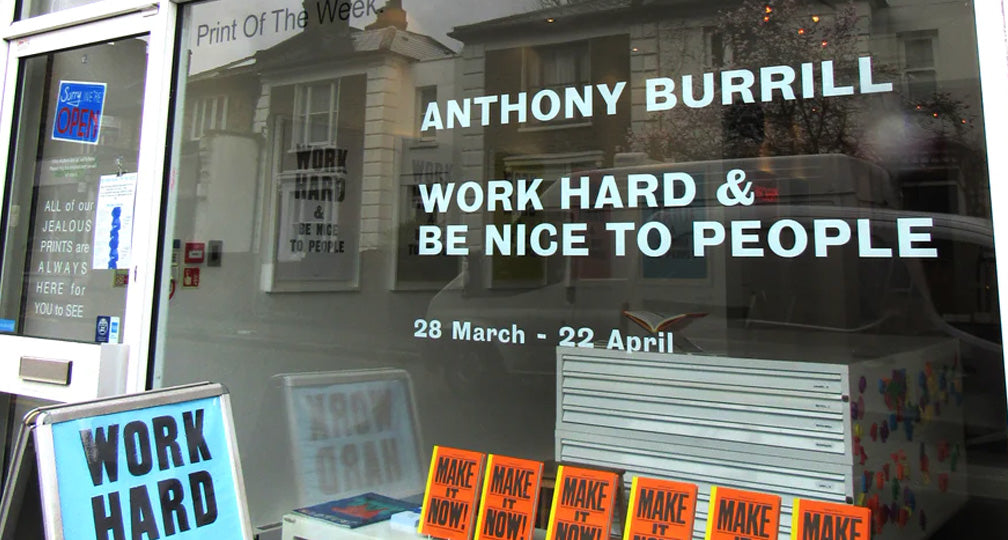 Print Of The Week
Sorry WE'RE
OPEN
ALL of our
JEALOUS
PRINTS are
ALWAYS
HERE for
YOU to SEE
ANTHONY BURRILL
WORK HARD &
BE NICE TO PEOPLE
28 March - 22 April
WORK
HARD
&
BE NICE
TO PEOPLE
WORK
HARD
WORK
HARD
MAKE
IT
NOW!
MAKE
IT
NOW!
MAKE
IT
NOW!
MAKE
IT
MAKE
IT
MAKE